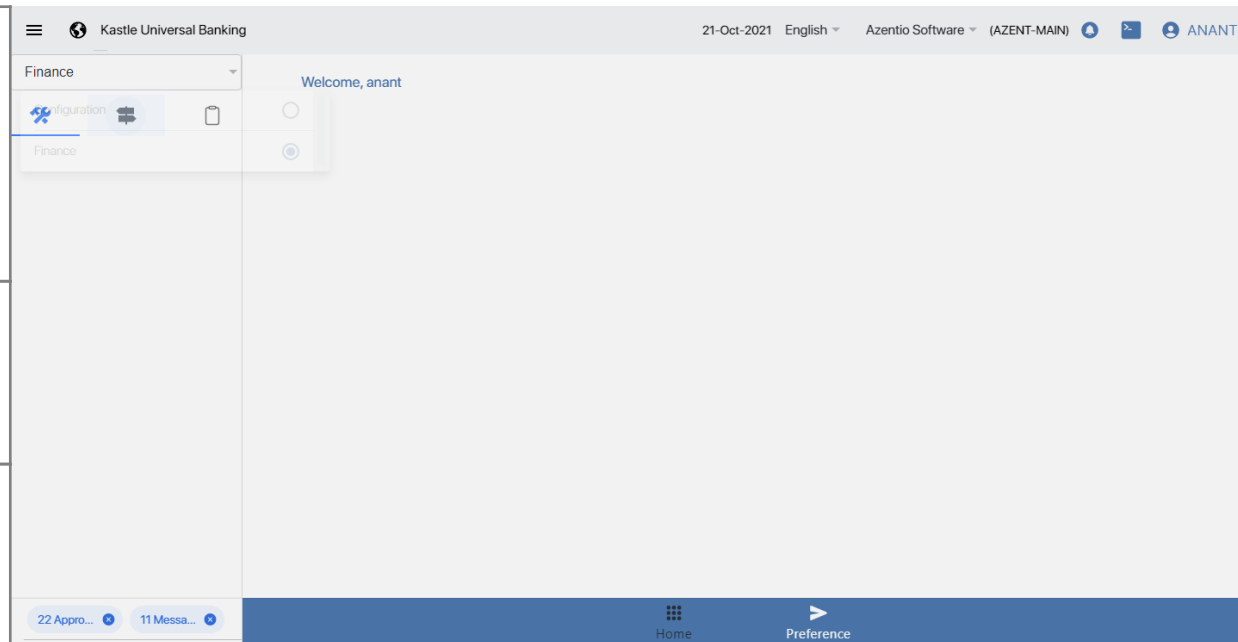 Kastle Universal Banking 21-Oct-2021 English Azentio Software (AZENT-MAIN) ANANT
Finance
Welcome, anant
Configuration
Finance
22 Appro... 11 Messa...
Home Preference